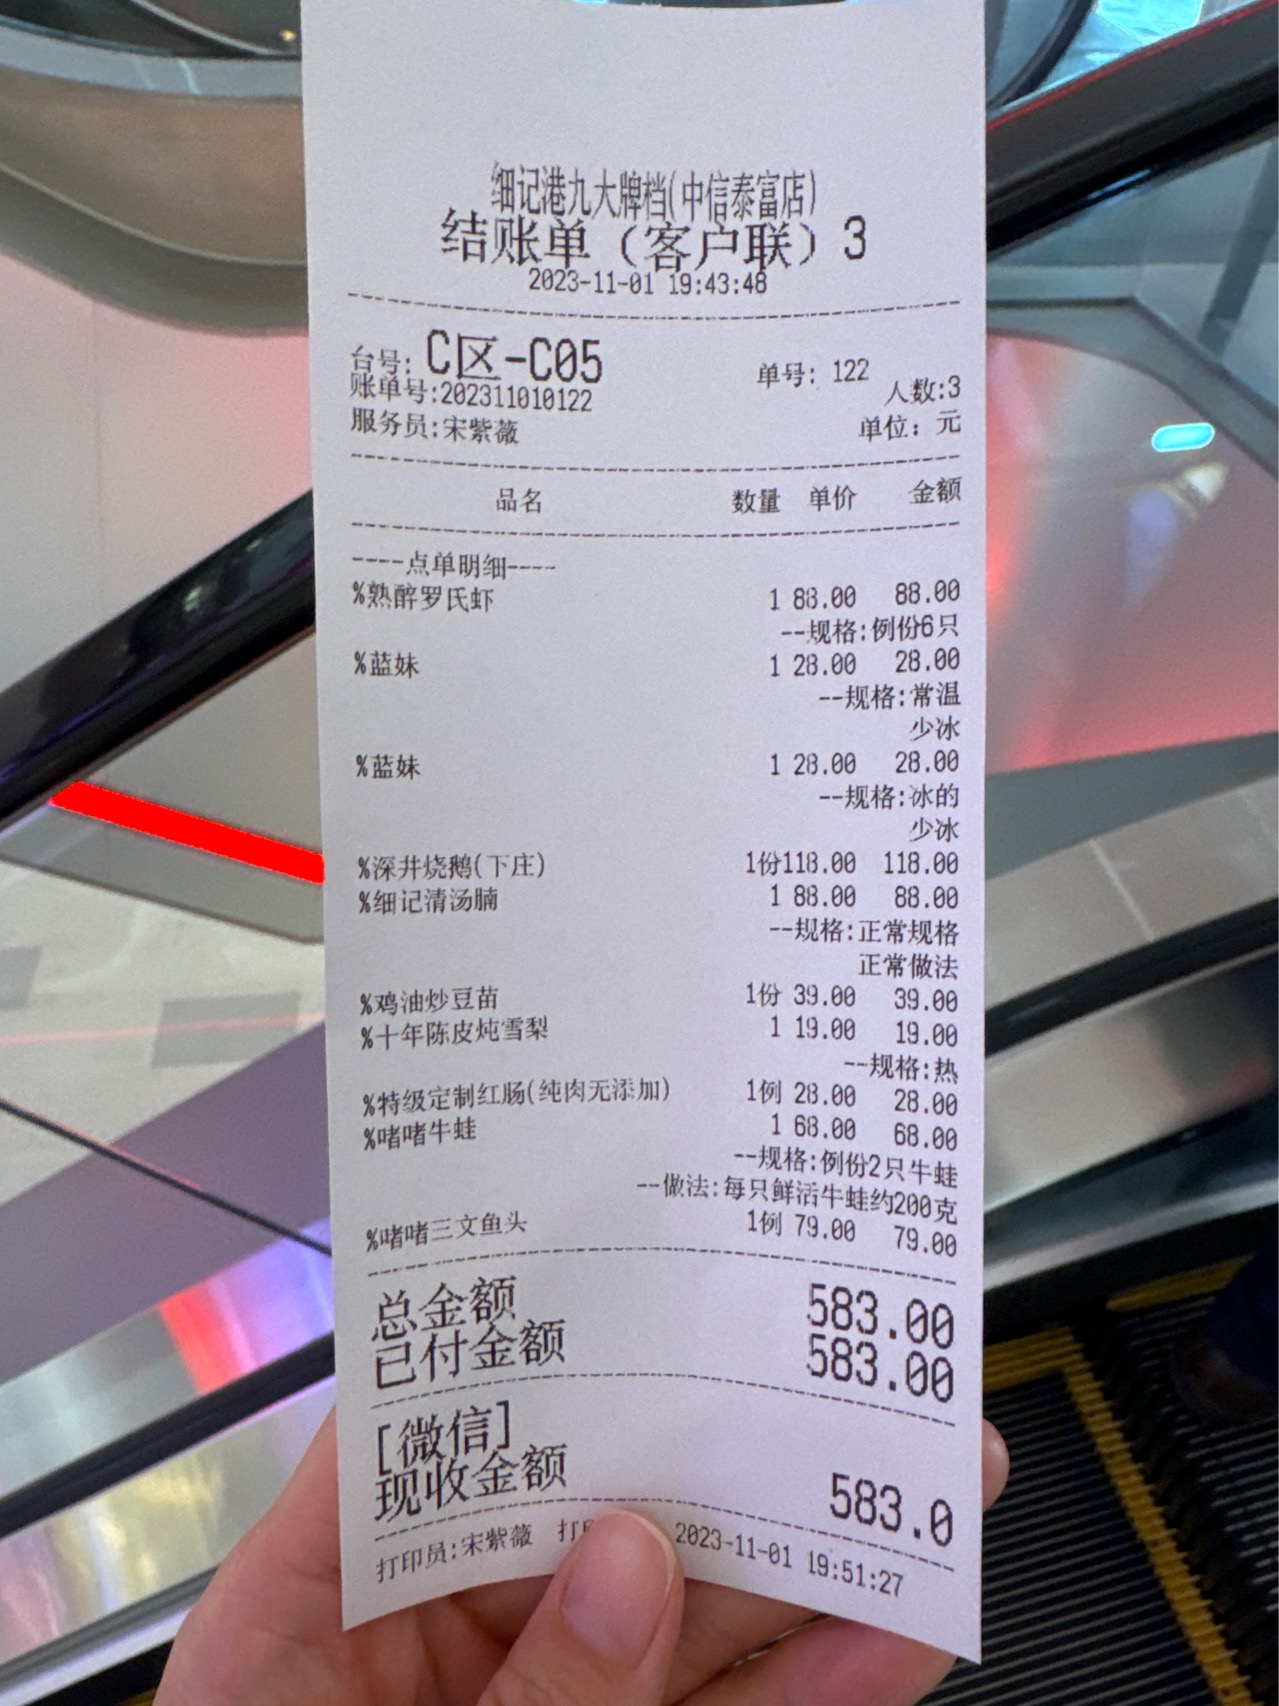 细记港九大牌档(中信泰富店)
结账单（客户联）3
2023-11-01 19:43:48
台号: C区-C05 单号: 122
账单号:202311010122 人数:3
服务员:宋紫薇 单位: 元
品名 数量 单价 金额
----点单明细----
%熟醉罗氏虾 1 88.00 88.00
--规格:例份6只
%蓝妹 1 28.00 28.00
--规格:常温
少冰
%蓝妹 1 28.00 28.00
--规格:冰的
少冰
%深井烧鹅(下庄) 1份118.00 118.00
%细记清汤腩 1 88.00 88.00
--规格:正常规格
正常做法
%鸡油炒豆苗 1份 39.00 39.00
%十年陈皮炖雪梨 1 19.00 19.00
--规格:热
%特级定制红肠(纯肉无添加) 1例 28.00 28.00
%啫啫牛蛙 1 68.00 68.00
--规格:例份2只牛蛙
--做法:每只鲜活牛蛙约200克
%啫啫三文鱼头 1例 79.00 79.00
总金额 583.00
已付金额 583.00
[微信]
现收金额 583.0
打印员:宋紫薇 打 2023-11-01 19:51:27